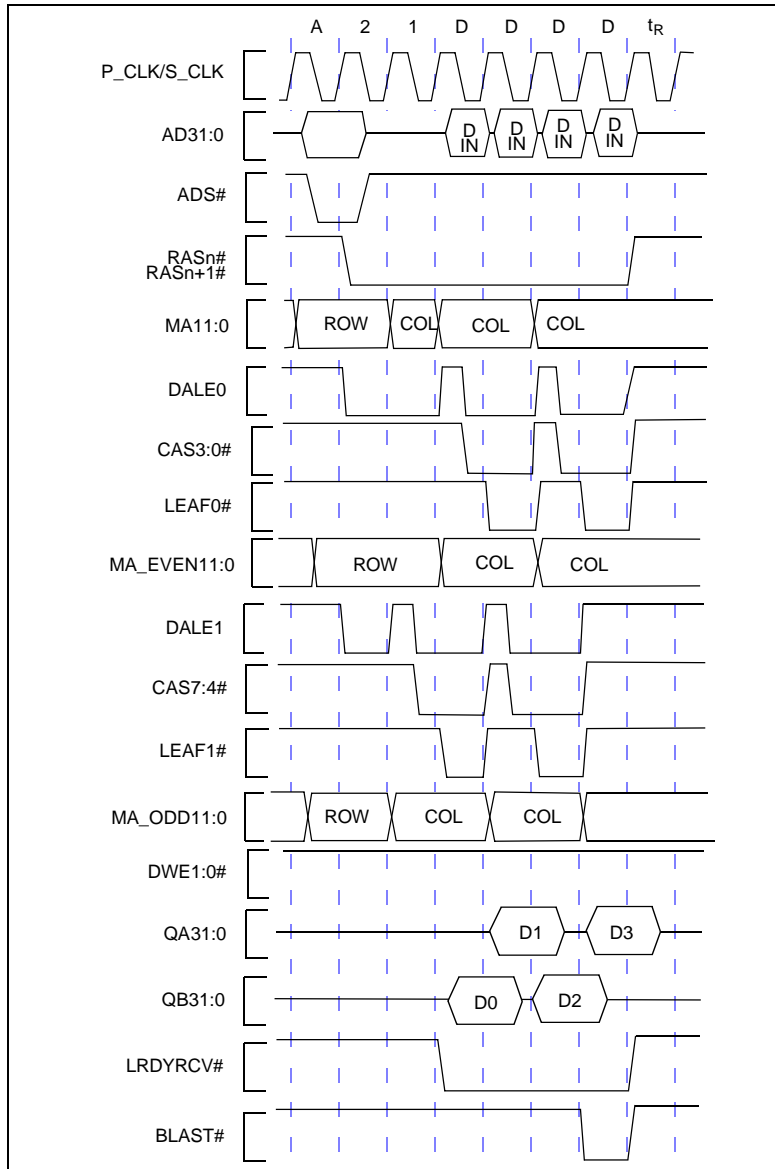 A 2 1 D D D D tR
P_CLK/S_CLK
AD31:0
D IN D IN D IN D IN
ADS#
RASn#
RASn+1#
MA11:0
ROW COL COL COL
DALE0
CAS3:0#
LEAF0#
MA_EVEN11:0
ROW COL COL
DALE1
CAS7:4#
LEAF1#
MA_ODD11:0
ROW COL COL
DWE1:0#
QA31:0
D1 D3
QB31:0
D0 D2
LRDYRCV#
BLAST#